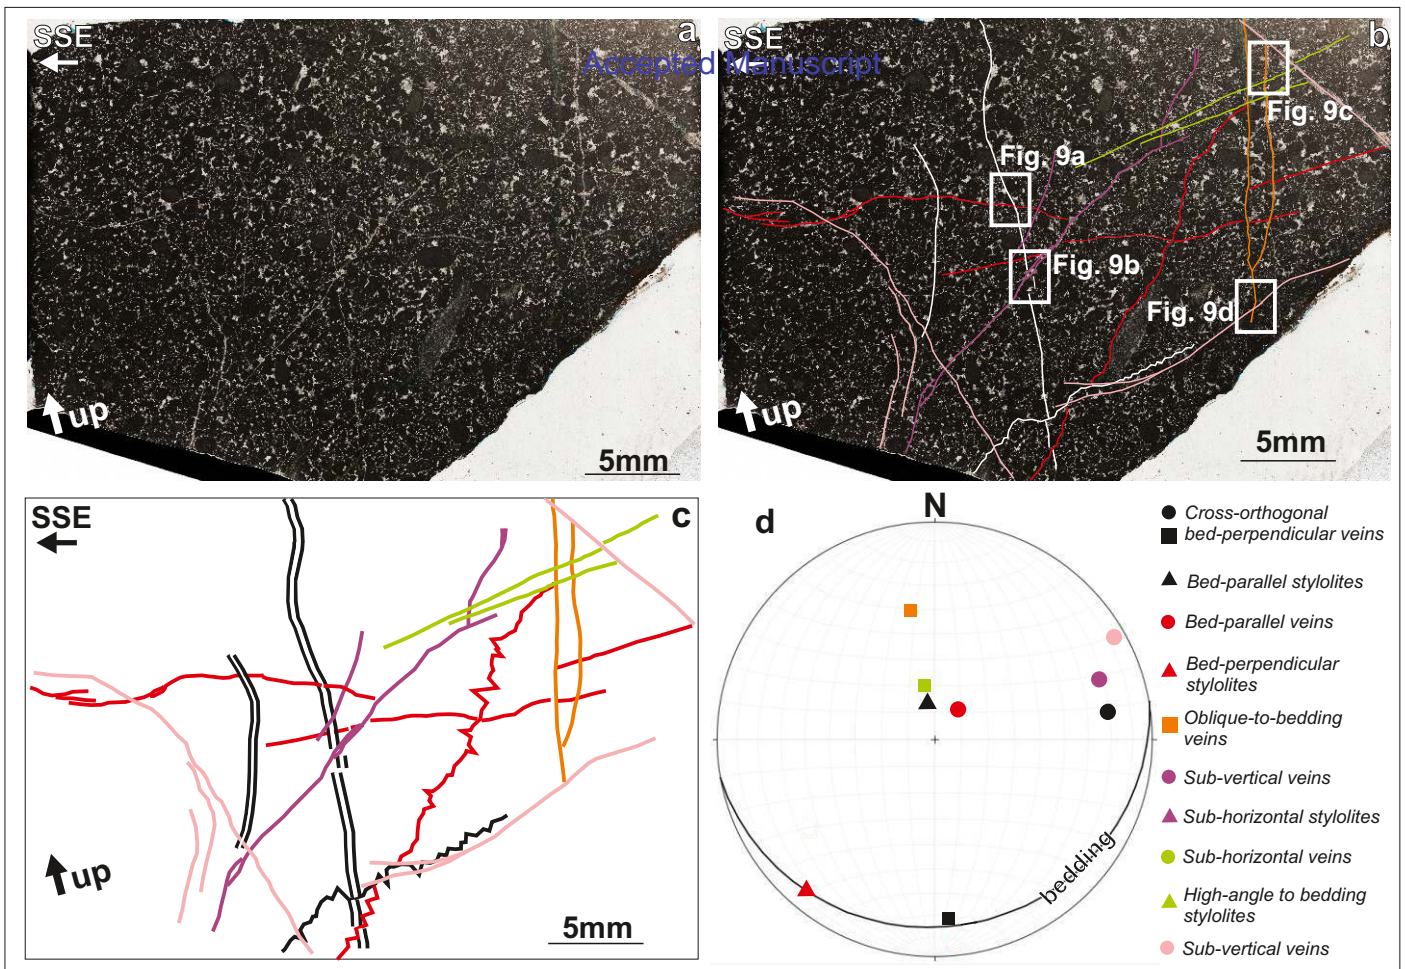 SSE
a
up
5mm
SSE
Accepted Manuscript
b
Fig. 9c
Fig. 9a
Fig. 9b
Fig. 9d
up
5mm
SSE
c
up
5mm
d
N
bedding
Cross-orthogonal
bed-perpendicular veins
Bed-parallel stylolites
Bed-parallel veins
Bed-perpendicular
stylolites
Oblique-to-bedding
veins
Sub-vertical veins
Sub-horizontal stylolites
Sub-horizontal veins
High-angle to bedding
stylolites
Sub-vertical veins